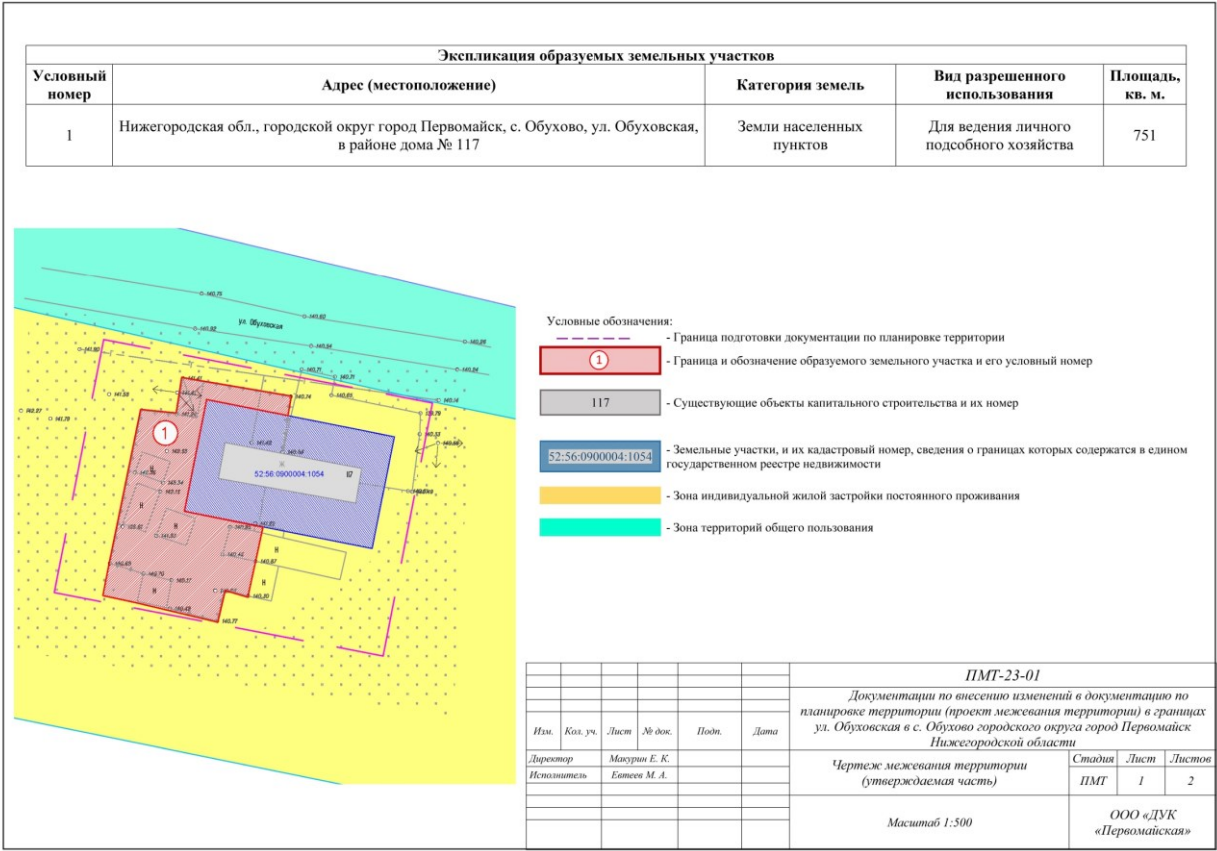 Экспликация образуемых земельных участков
Условный номер
Адрес (местоположение)
Категория земель
Вид разрешенного использования
Площадь, кв. м.
1
Нижегородская обл., городской округ город Первомайск, с. Обухово, ул. Обуховская,
в районе дома № 117
Земли населенных
пунктов
Для ведения личного
подсобного хозяйства
751
ул. Обуховская
1
52:56:0900004:1054
Н
Н
Н
Н
Н
Н
Условные обозначения:
- Граница подготовки документации по планировке территории
1
- Граница и обозначение образуемого земельного участка и его условный номер
117
- Существующие объекты капитального строительства и их номер
52:56:0900004:1054
- Земельные участки, и их кадастровый номер, сведения о границах которых содержатся в едином
государственном реестре недвижимости
- Зона индивидуальной жилой застройки постоянного проживания
- Зона территорий общего пользования
ПМТ-23-01
Документации по внесению изменений в документацию по
планировке территории (проект межевания территории) в границах
ул. Обуховская в с. Обухово городского округа город Первомайск
Нижегородской области
Изм. Кол. уч. Лист № док. Подп. Дата
Директор Макурин Е. К.
Исполнитель Евтеев М. А.
Чертеж межевания территории
(утверждаемая часть)
Стадия Лист Листов
ПМТ 1 2
Масштаб 1:500
ООО «ДУК
«Первомайская»